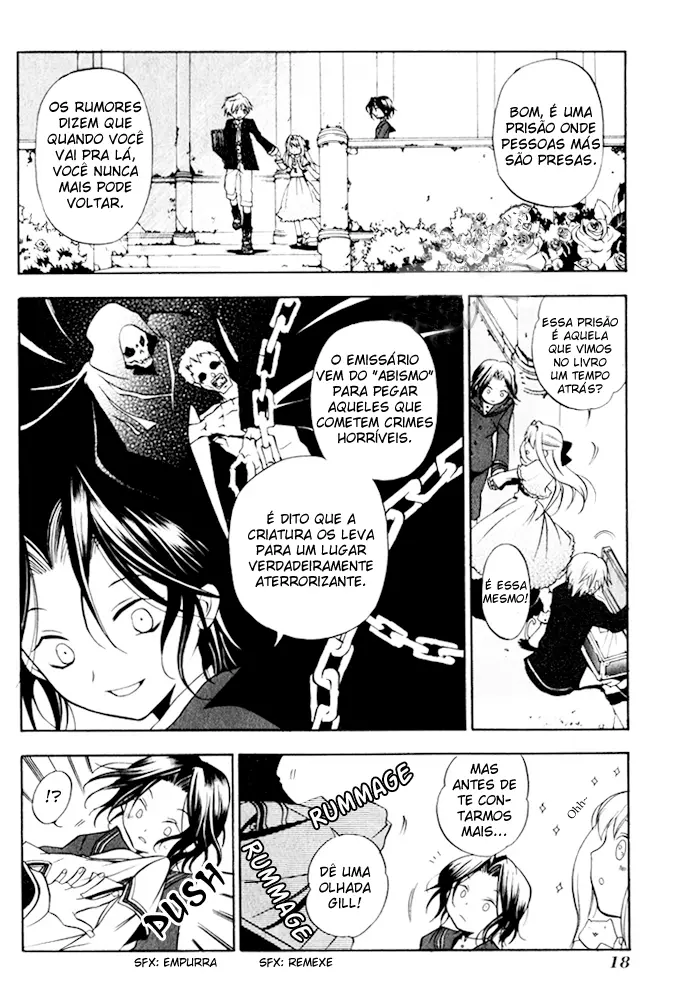 BOM, É UMA
PRISÃO ONDE
PESSOAS MÁS
SÃO PRESAS.
OS RUMORES
DIZEM QUE
QUANDO VOCÊ
VAI PRA LÁ,
VOCÊ NUNCA
MAIS PODE
VOLTAR.
ESSA PRISÃO
É AQUELA
QUE VIMOS
NO LIVRO
UM TEMPO
ATRÁS?
É ESSA
MESMO!
O EMISSÁRIO
VEM DO "ABISMO"
PARA PEGAR
AQUELES QUE
COMETEM CRIMES
HORRÍVEIS.
É DITO QUE A
CRIATURA OS LEVA
PARA UM LUGAR
VERDADEIRAMENTE
ATERRORIZANTE.
Ohh~
MAS
ANTES DE
TE CON-
TARMOS
MAIS...
RUMMAGE
RUMMAGE
DÊ UMA
OLHADA
GILL!
!?
PUSH
SFX: EMPURRA
SFX: REMEXE
18